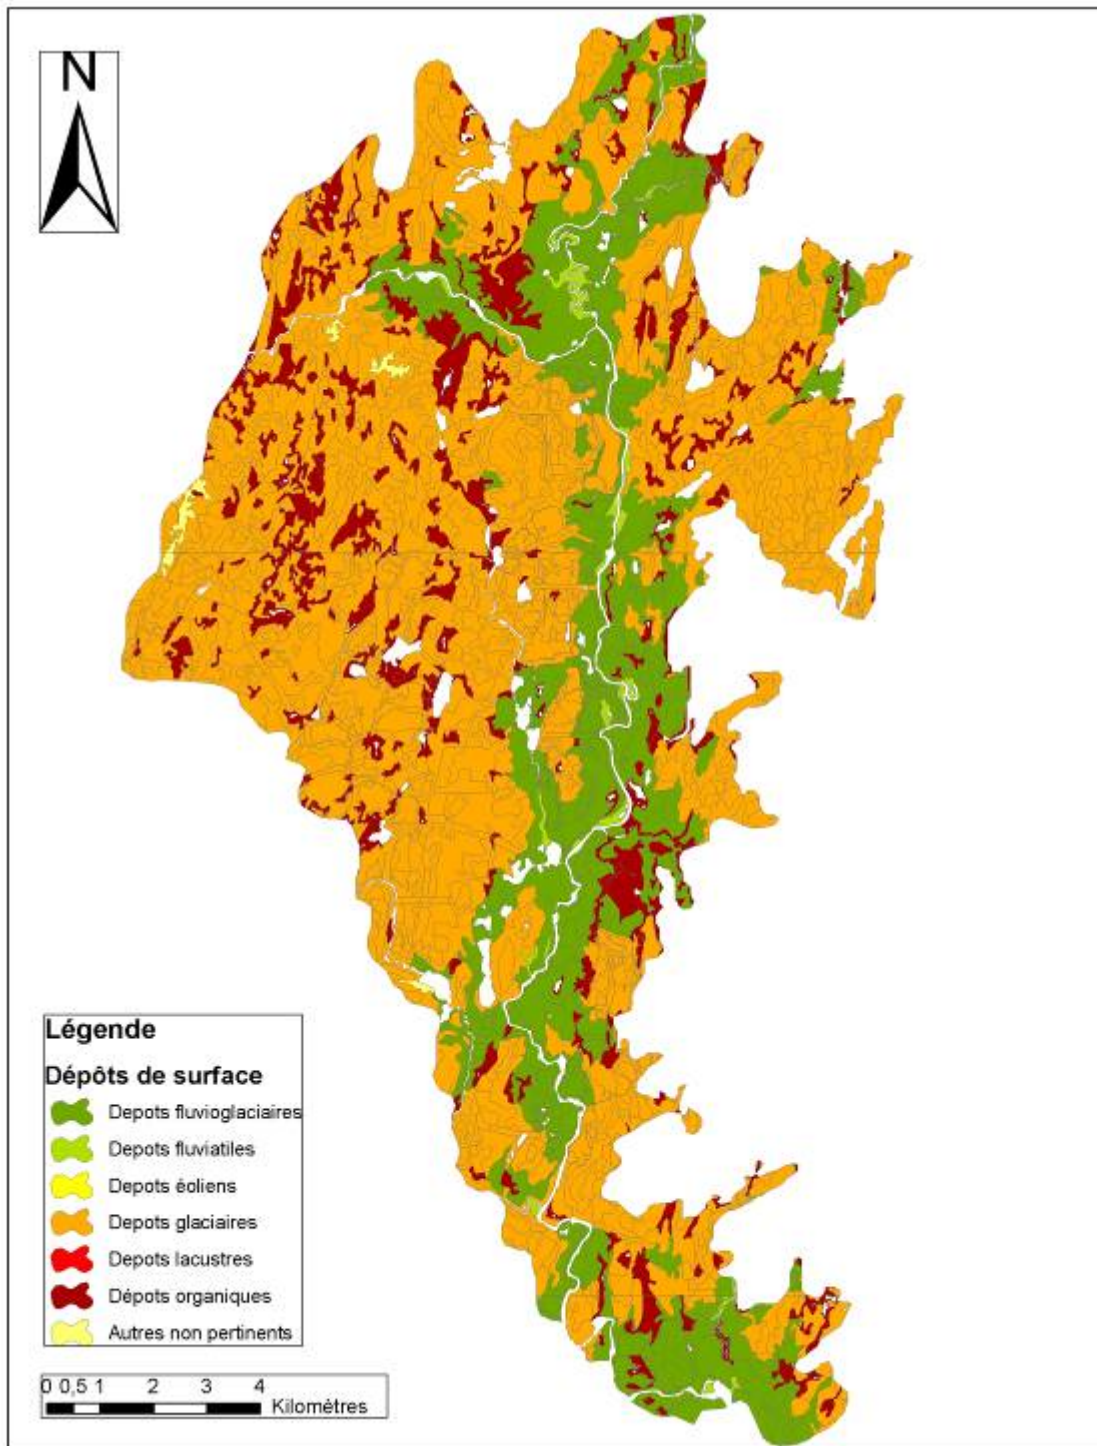 N
Légende
Dépôts de surface
Depots fluvioglaciaires
Depots fluviatiles
Depots éoliens
Depots glaciaires
Depots lacustres
Dépots organiques
Autres non pertinents
0 0,5 1 2 3 4
Kilométres